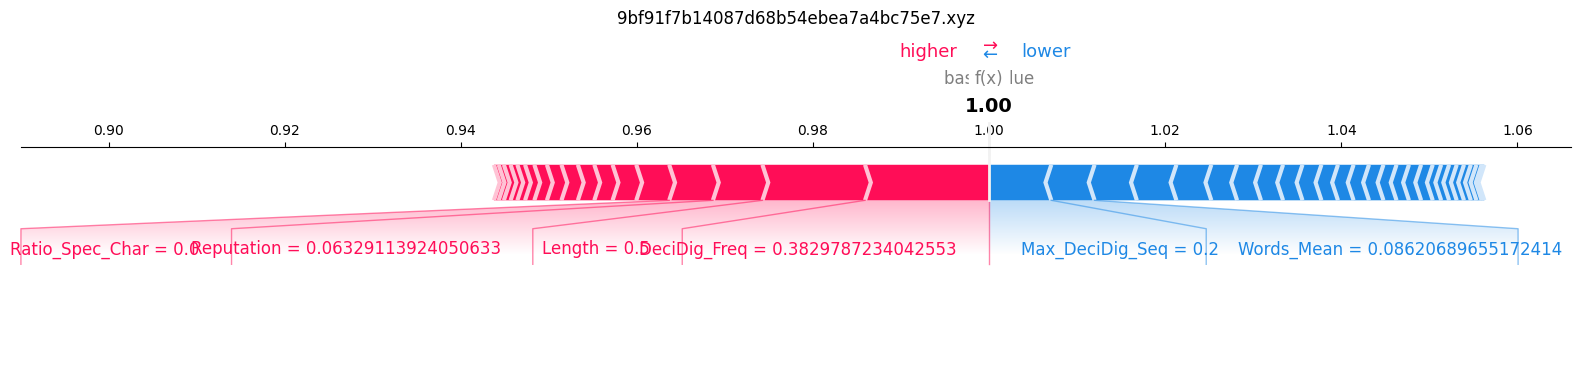 9bf91f7b14087d68b54ebea7a4bc75e7.xyz
higher ⇄ lower
bas f(x) lue
1.00
0.90 0.92 0.94 0.96 0.98 1.00 1.02 1.04 1.06
Ratio_Spec_Char = 0.0 Reputation = 0.06329113924050633 Length = 0.5 DeciDig_Freq = 0.3829787234042553 Max_DeciDig_Seq = 0.2 Words_Mean = 0.08620689655172414